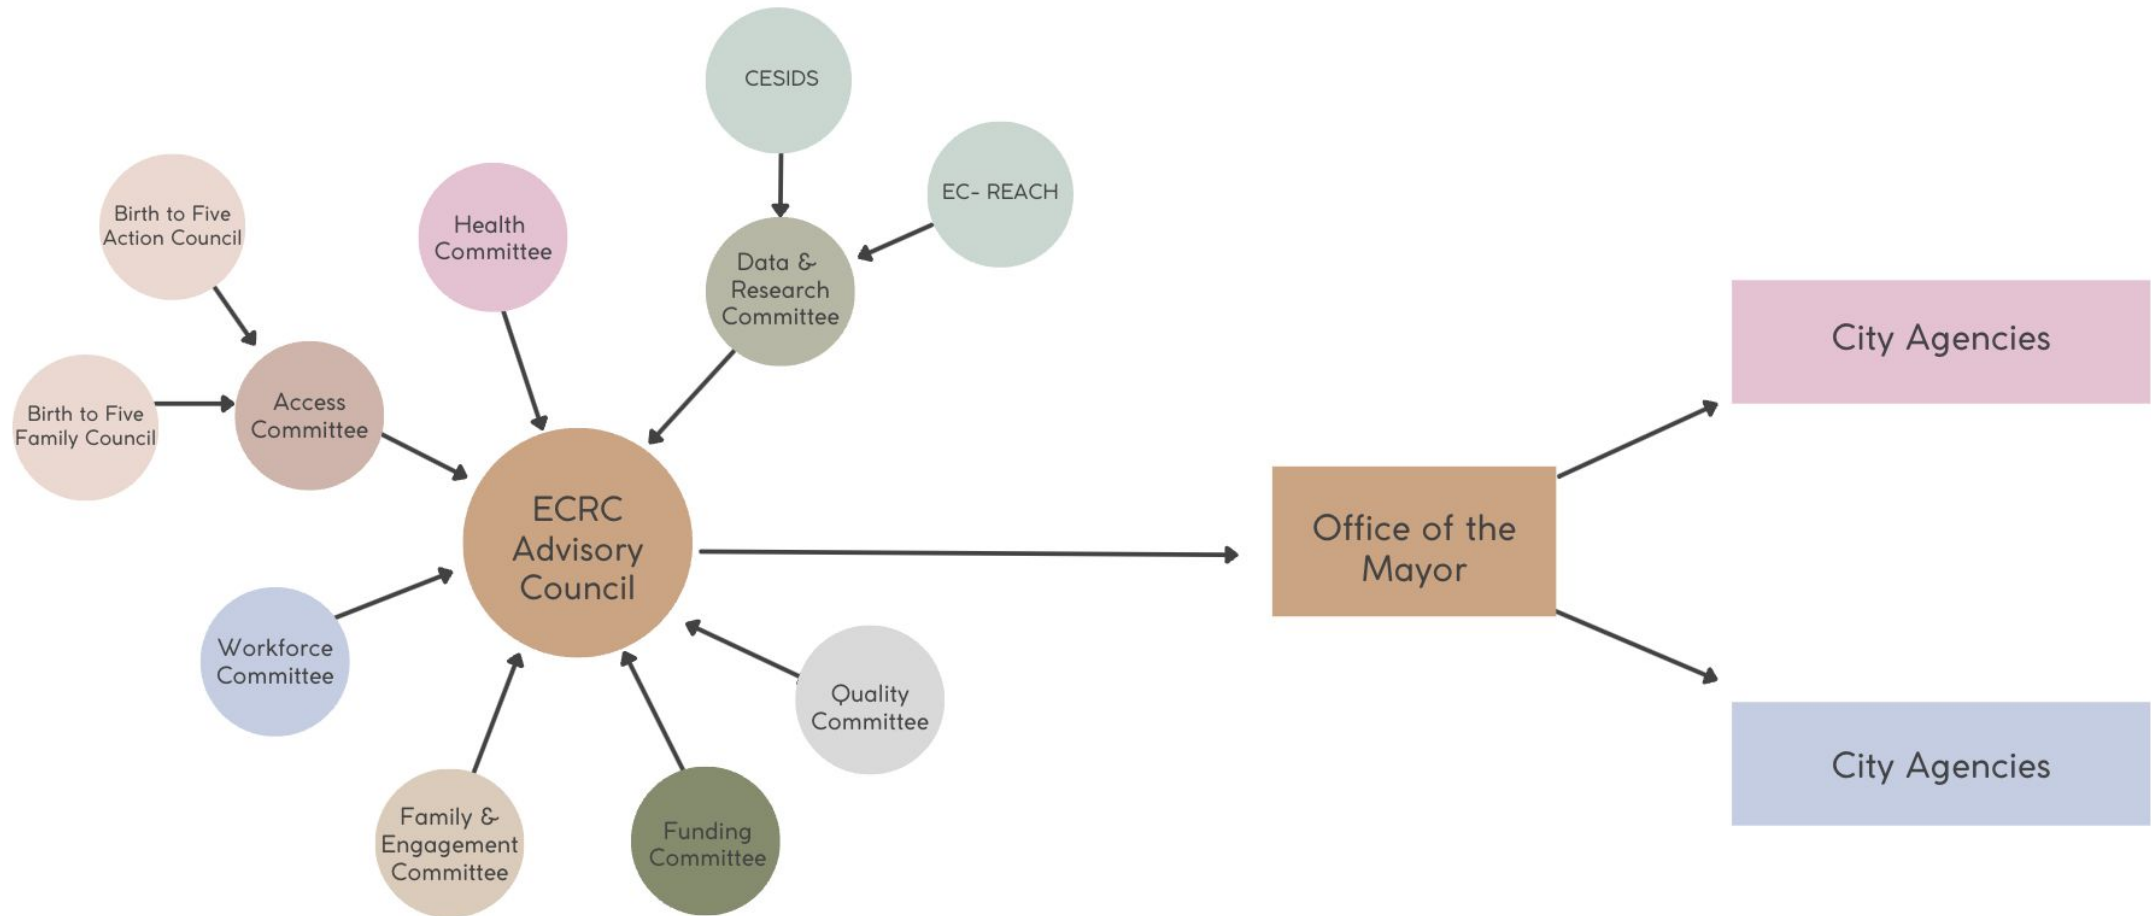 CESIDS
EC- REACH
Birth to Five
Action Council
Health
Committee
Data &
Research
Committee
Birth to Five
Family Council
Access
Committee
ECRC
Advisory
Council
Workforce
Committee
Family &
Engagement
Committee
Funding
Committee
Quality
Committee
Office of the
Mayor
City Agencies
City Agencies